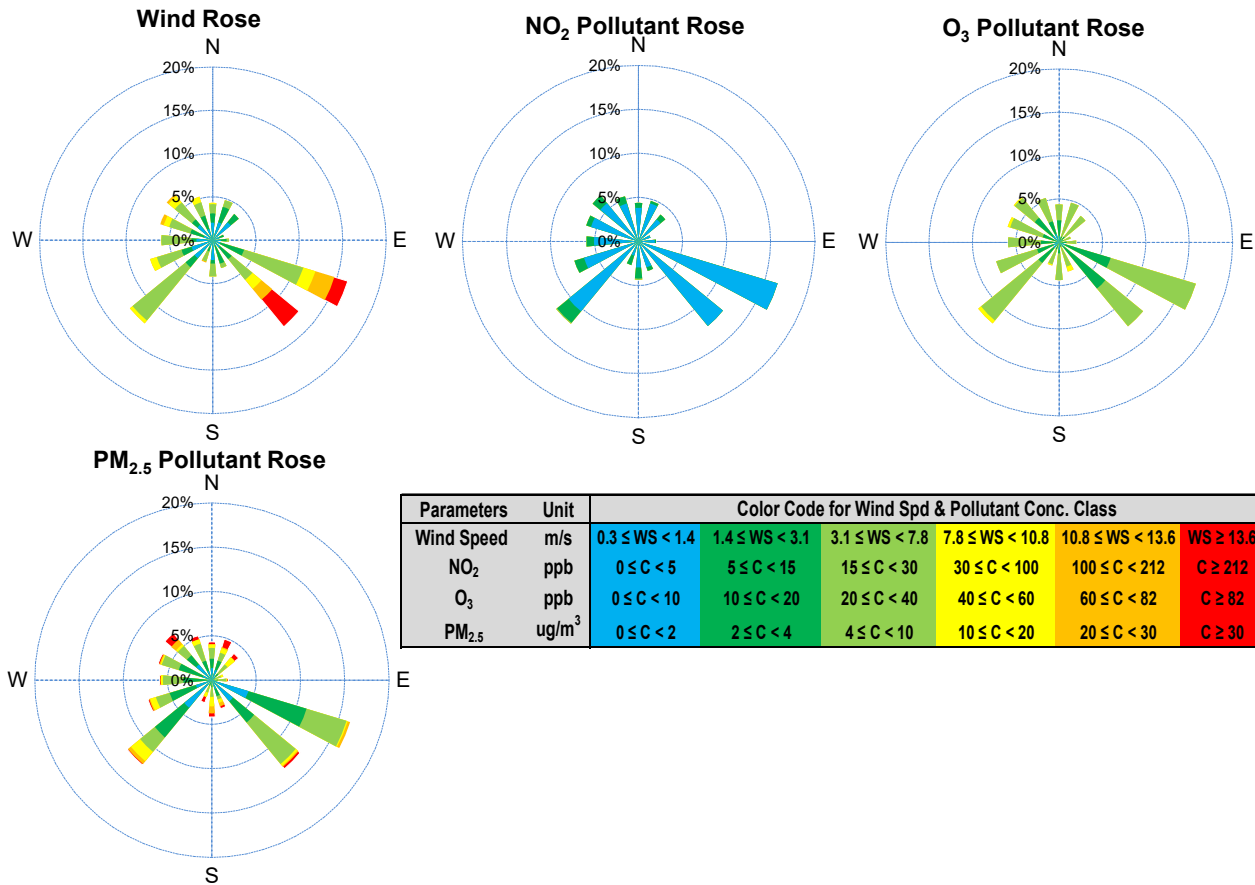 Wind Rose
N
20%
15%
10%
5%
0%
W
E
S
NO₂ Pollutant Rose
N
20%
15%
10%
5%
0%
W
E
S
O₃ Pollutant Rose
N
20%
15%
10%
5%
0%
W
E
S
PM₂.₅ Pollutant Rose
N
20%
15%
10%
5%
0%
W
E
S
Parameters Unit Color Code for Wind Spd & Pollutant Conc. Class
Wind Speed m/s 0.3 ≤ WS < 1.4 1.4 ≤ WS < 3.1 3.1 ≤ WS < 7.8 7.8 ≤ WS < 10.8 10.8 ≤ WS < 13.6 WS ≥ 13.6
NO₂ ppb 0 ≤ C < 5 5 ≤ C < 15 15 ≤ C < 30 30 ≤ C < 100 100 ≤ C < 212 C ≥ 212
O₃ ppb 0 ≤ C < 10 10 ≤ C < 20 20 ≤ C < 40 40 ≤ C < 60 60 ≤ C < 82 C ≥ 82
PM₂.₅ ug/m³ 0 ≤ C < 2 2 ≤ C < 4 4 ≤ C < 10 10 ≤ C < 20 20 ≤ C < 30 C ≥ 30